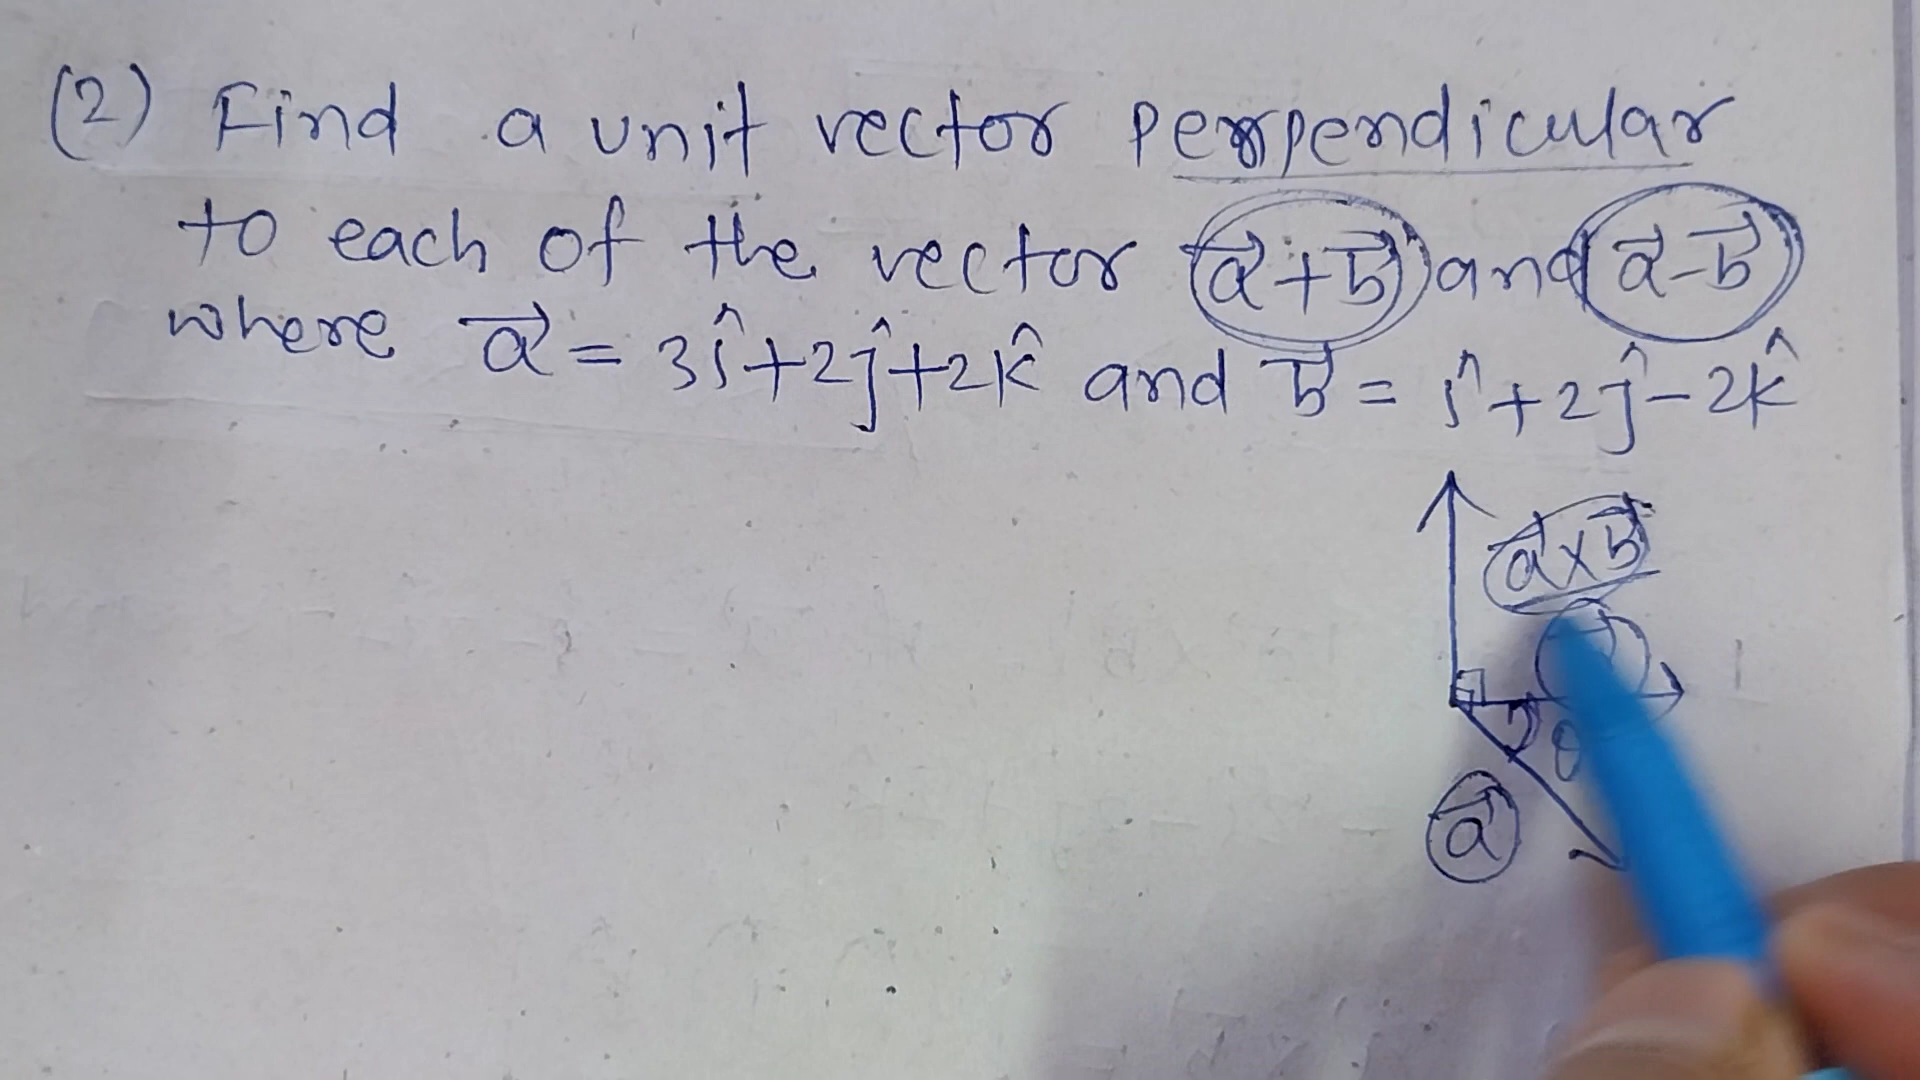 (2) Find a unit vector perpendicular
to each of the vector a⃗+b⃗ and a⃗-b⃗
where a⃗ = 3î+2ĵ+2k̂ and b⃗ = î+2ĵ-2k̂
a⃗×b⃗
θ
a⃗